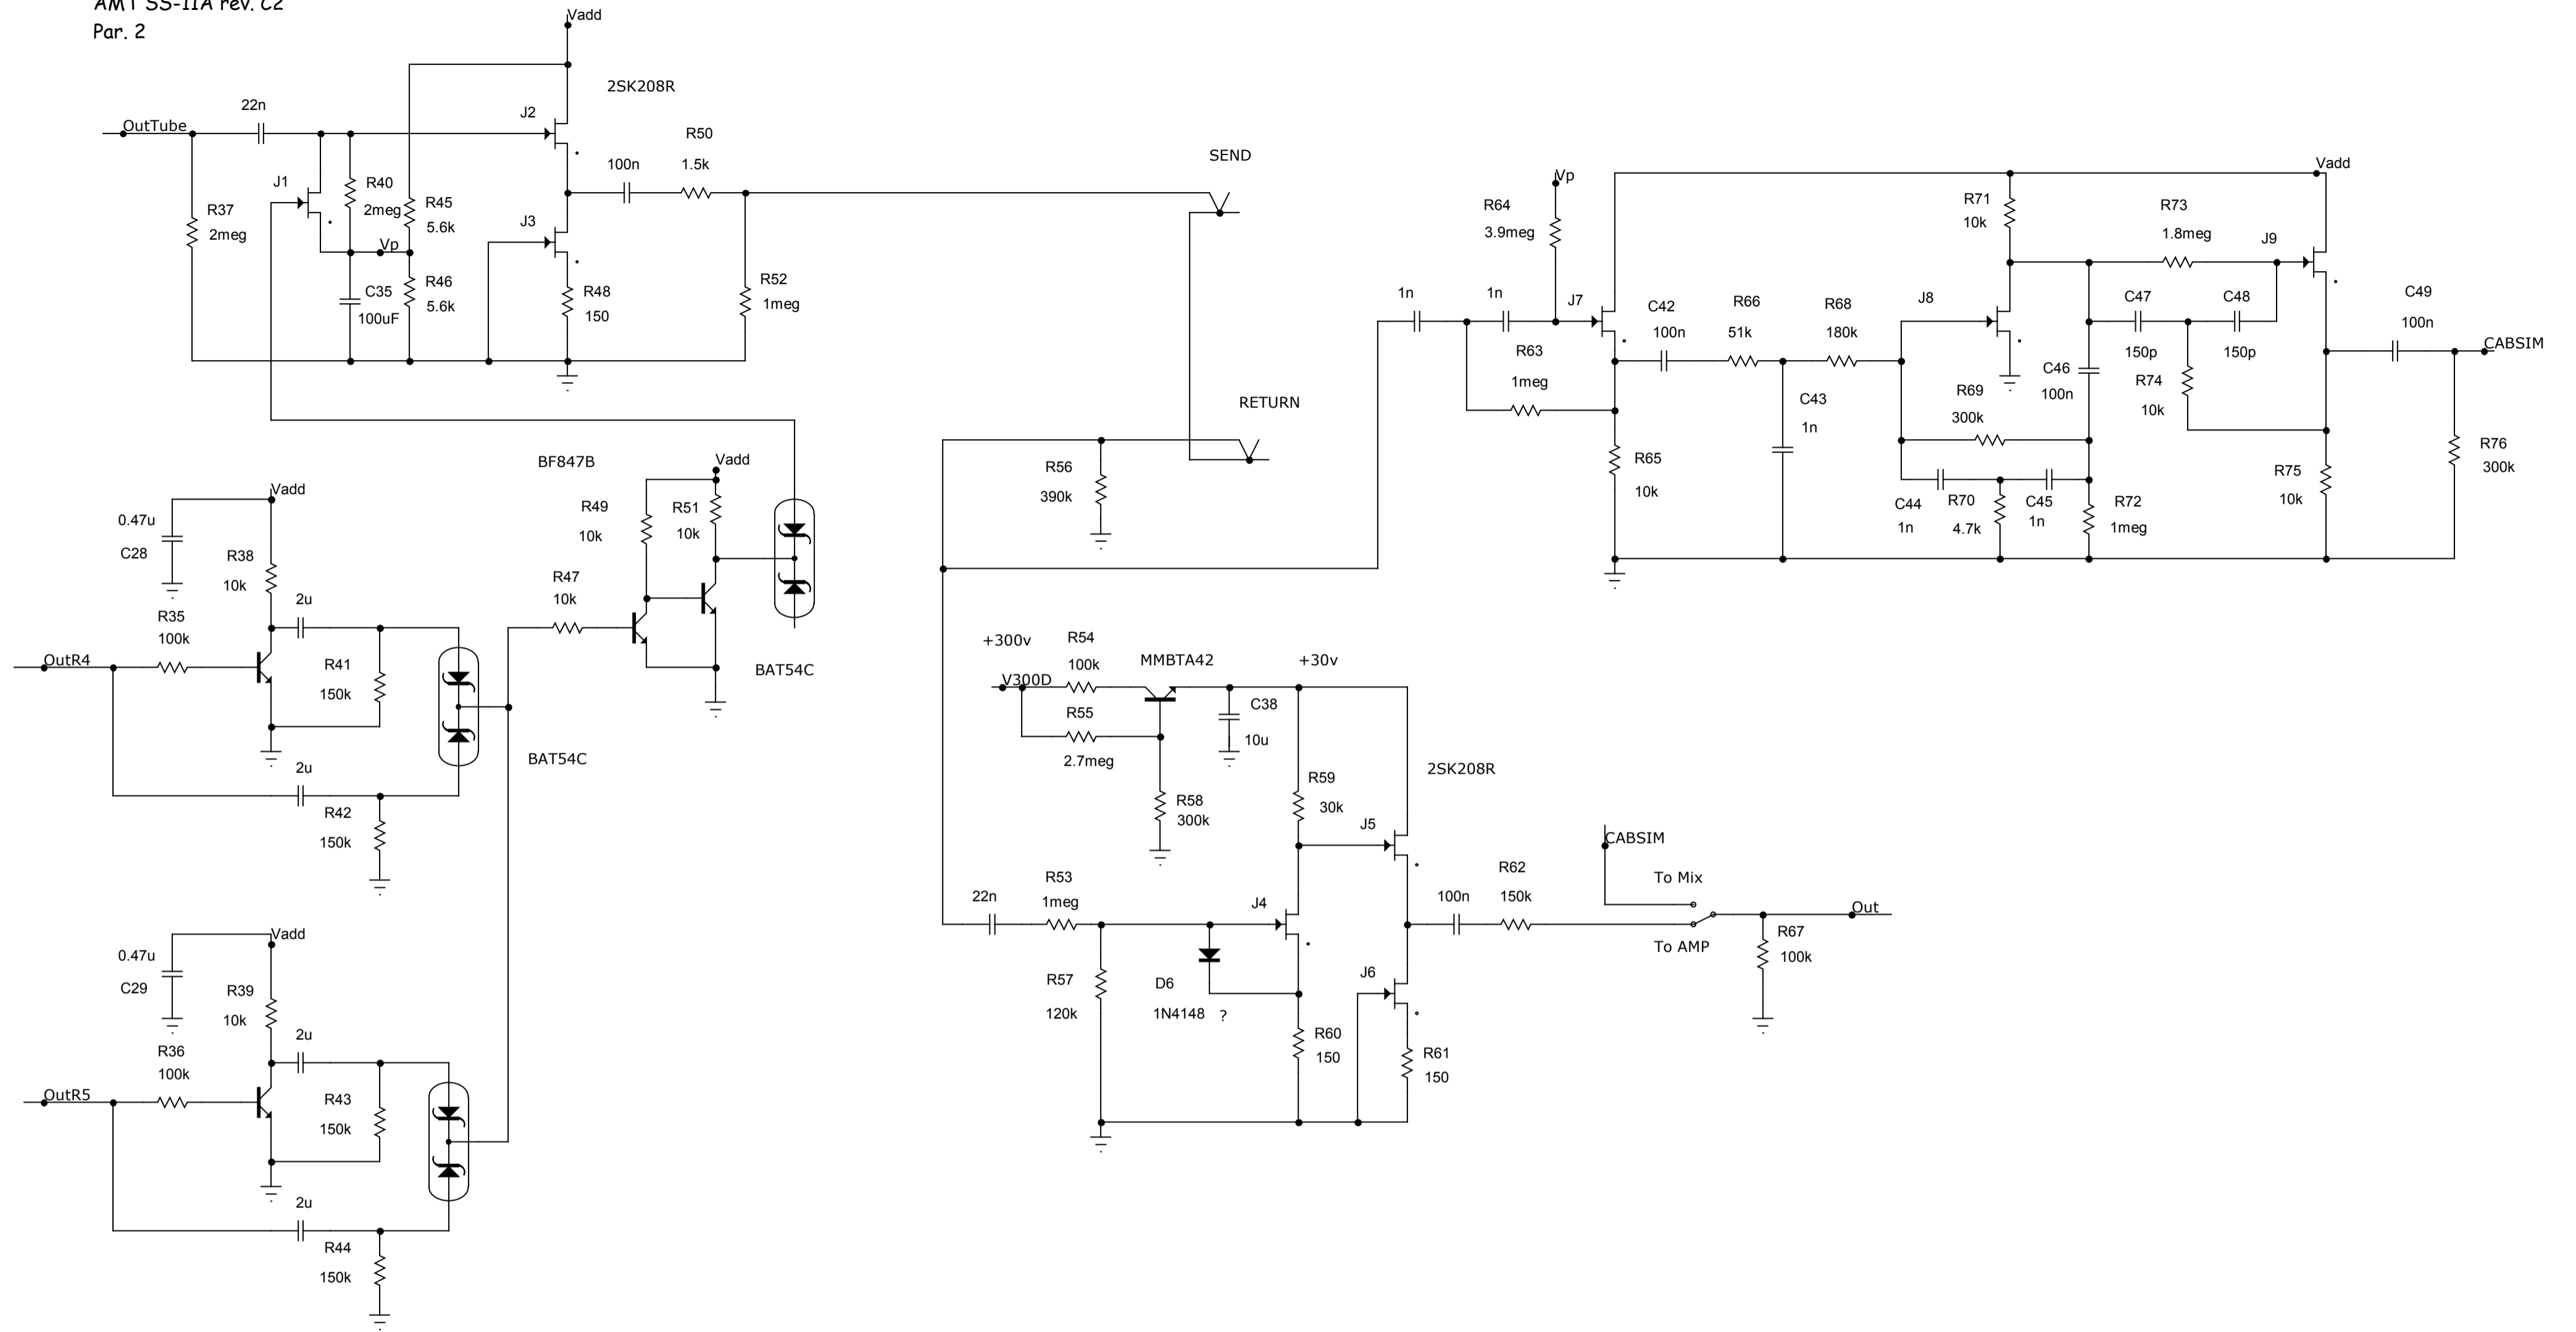 AMT SS-11A rev. C2
Par. 2
Vadd
2SK208R
22n
OutTube
J2
R50
100n
1.5k
J1
R40
2meg
R45
5.6k
R37
2meg
Vp
J3
R46
5.6k
C35
100uF
R48
150
R52
1meg
SEND
RETURN
R56
390k
BF847B
Vadd
R49
10k
R51
10k
R47
10k
BAT54C
Vadd
0.47u
C28
R38
10k
R35
100k
2u
OutR4
R41
150k
2u
BAT54C
R42
150k
Vadd
0.47u
C29
R39
10k
R36
100k
2u
OutR5
R43
150k
2u
R44
150k
+300v
R54
100k
MMBTA42
+30v
V300D
R55
2.7meg
C38
10u
R58
300k
R59
30k
2SK208R
J5
22n
R53
1meg
J4
R57
120k
D6
1N4148 ?
R60
150
J6
R61
150
100n
R62
150k
CABSIM
To Mix
To AMP
Out
R67
100k
Vp
R64
3.9meg
1n
1n
J7
R63
1meg
C42
100n
R66
51k
R68
180k
R65
10k
C43
1n
Vadd
R71
10k
J8
R73
1.8meg
J9
C47
150p
C48
150p
C46
100n
R74
10k
R69
300k
C44
1n
R70
4.7k
C45
1n
R72
1meg
R75
10k
C49
100n
CABSIM
R76
300k